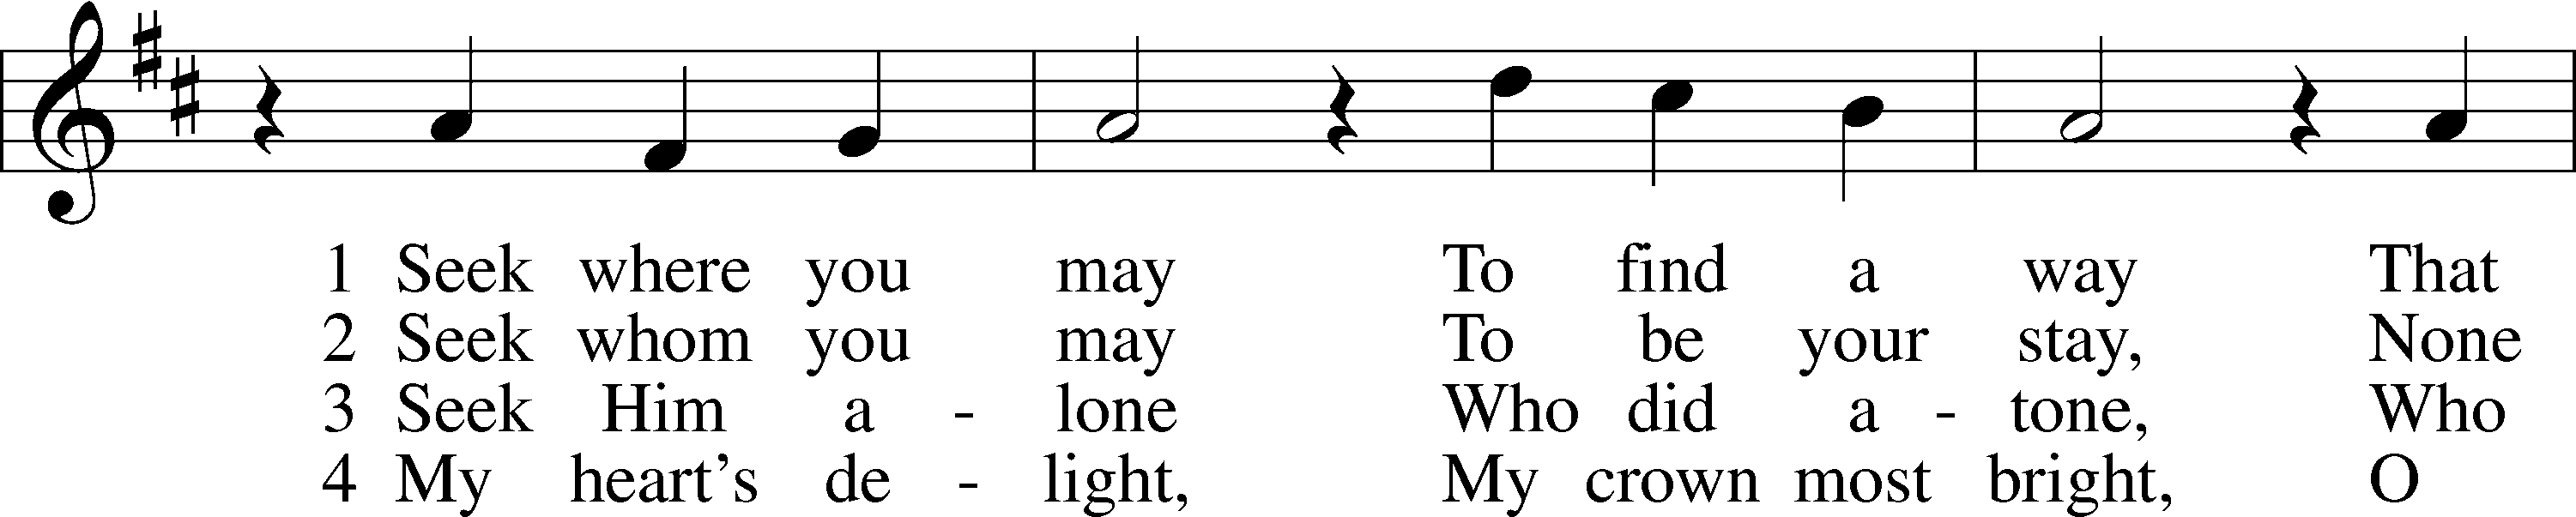 1 Seek where you may To find a way That
2 Seek whom you may To be your stay, None
3 Seek Him a - lone Who did a - tone, Who
4 My heart’s de - light, My crown most bright, O